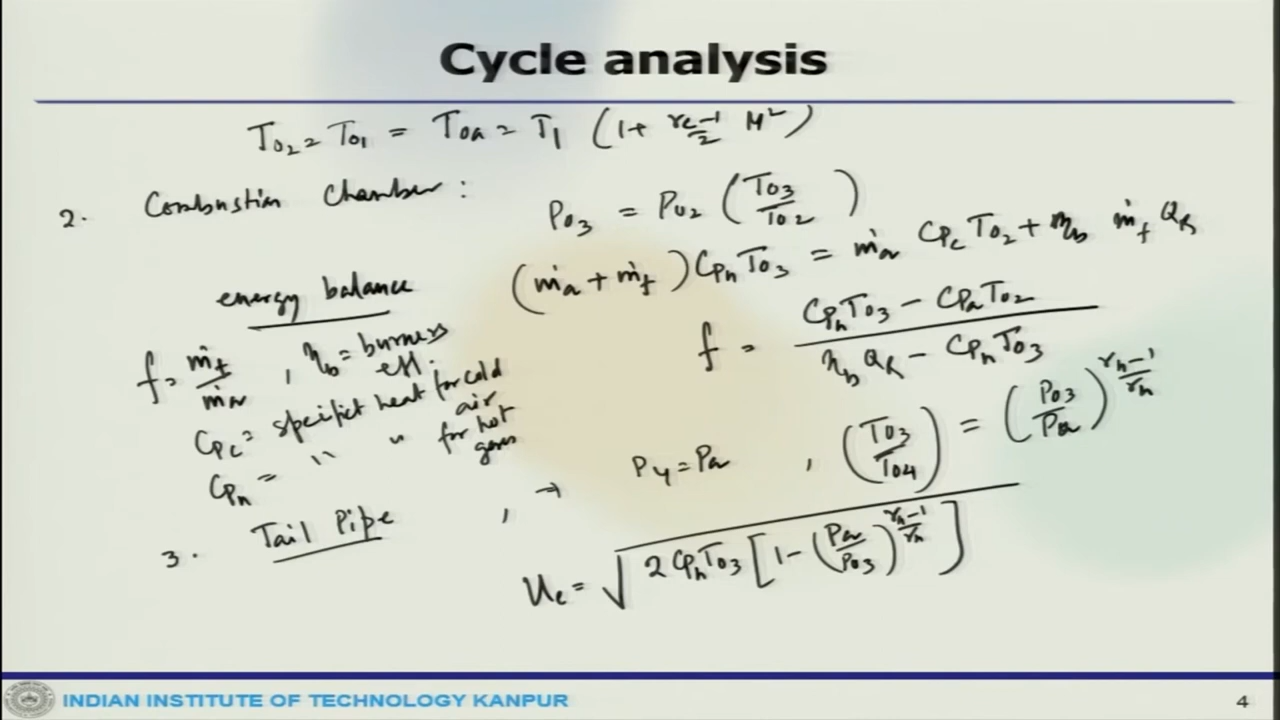 Cycle analysis
T02 = T01 = T0a = T1 (1 + (γc-1)/2 M²)
2. Combustion Chamber :
P03 = P02 (T03/T02)
(ṁa + ṁf) CPh T03 = ṁa CPc T02 + ηb ṁf QR
energy balance
f = (CPh T03 - CPa T02)/(ηb QR - CPh T03)
f = ṁf/ṁa , ηb = burners eff.
CPc = specifict heat for cold air
CPh = " " for hot gases
P4 = Pa , (T03/T04) = (P03/Pa)^((γh-1)/γh)
3. Tail Pipe , →
Ue = √(2 CPh T03 [1 - (Pa/P03)^((γh-1)/γh)])
INDIAN INSTITUTE OF TECHNOLOGY KANPUR
4